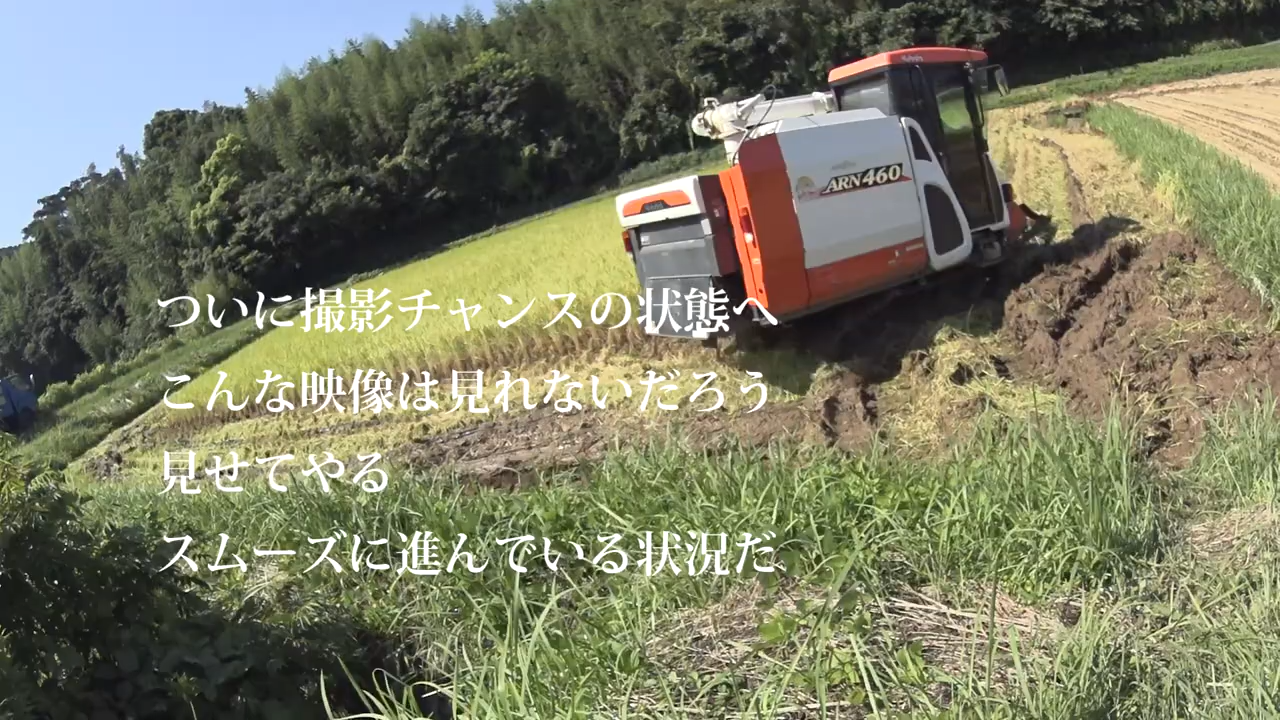 Kubota
ARN460
ついに撮影チャンスの状態へ
こんな映像は見れないだろう
見せてやる
スムーズに進んでいる状況だ